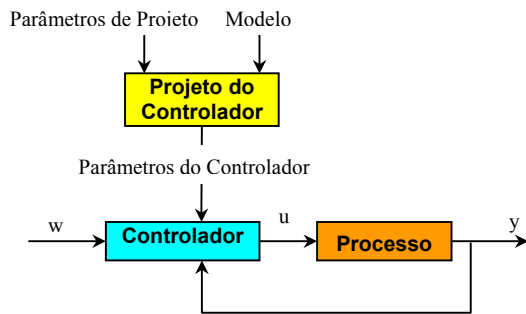 Parâmetros de Projeto Modelo
Projeto do
Controlador
Parâmetros do Controlador
w
Controlador
u
Processo
y